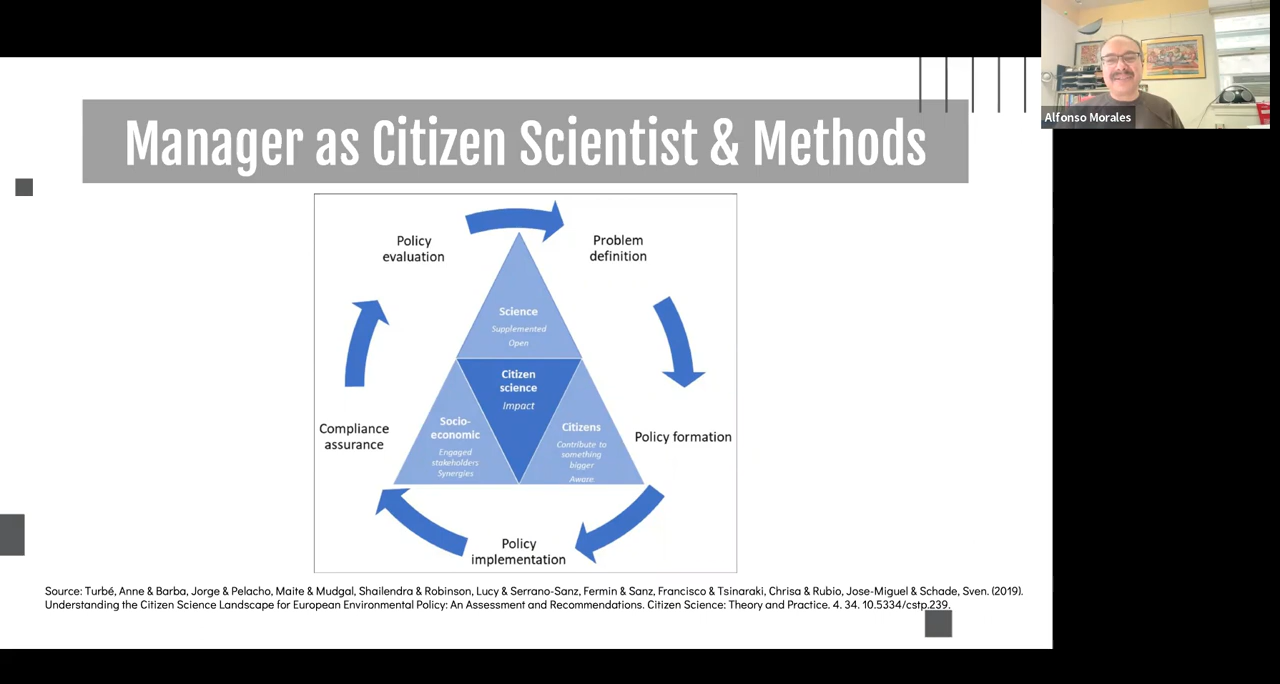 Alfonso Morales
Manager as Citizen Scientist & Methods
Policy
evaluation
Problem
definition
Science
Supplemented
Open
Citizen
science
Impact
Socio-
economic
Engaged
stakeholders
Synergies
Citizens
Contribute to
something
bigger
Aware
Compliance
assurance
Policy formation
Policy
implementation
Source: Turbé, Anne & Barba, Jorge & Pelacho, Maite & Mudgal, Shailendra & Robinson, Lucy & Serrano-Sanz, Fermin & Sanz, Francisco & Tsinaraki, Chrisa & Rubio, Jose-Miguel & Schade, Sven. (2019).
Understanding the Citizen Science Landscape for European Environmental Policy: An Assessment and Recommendations. Citizen Science: Theory and Practice. 4. 34. 10.5334/cstp.239.